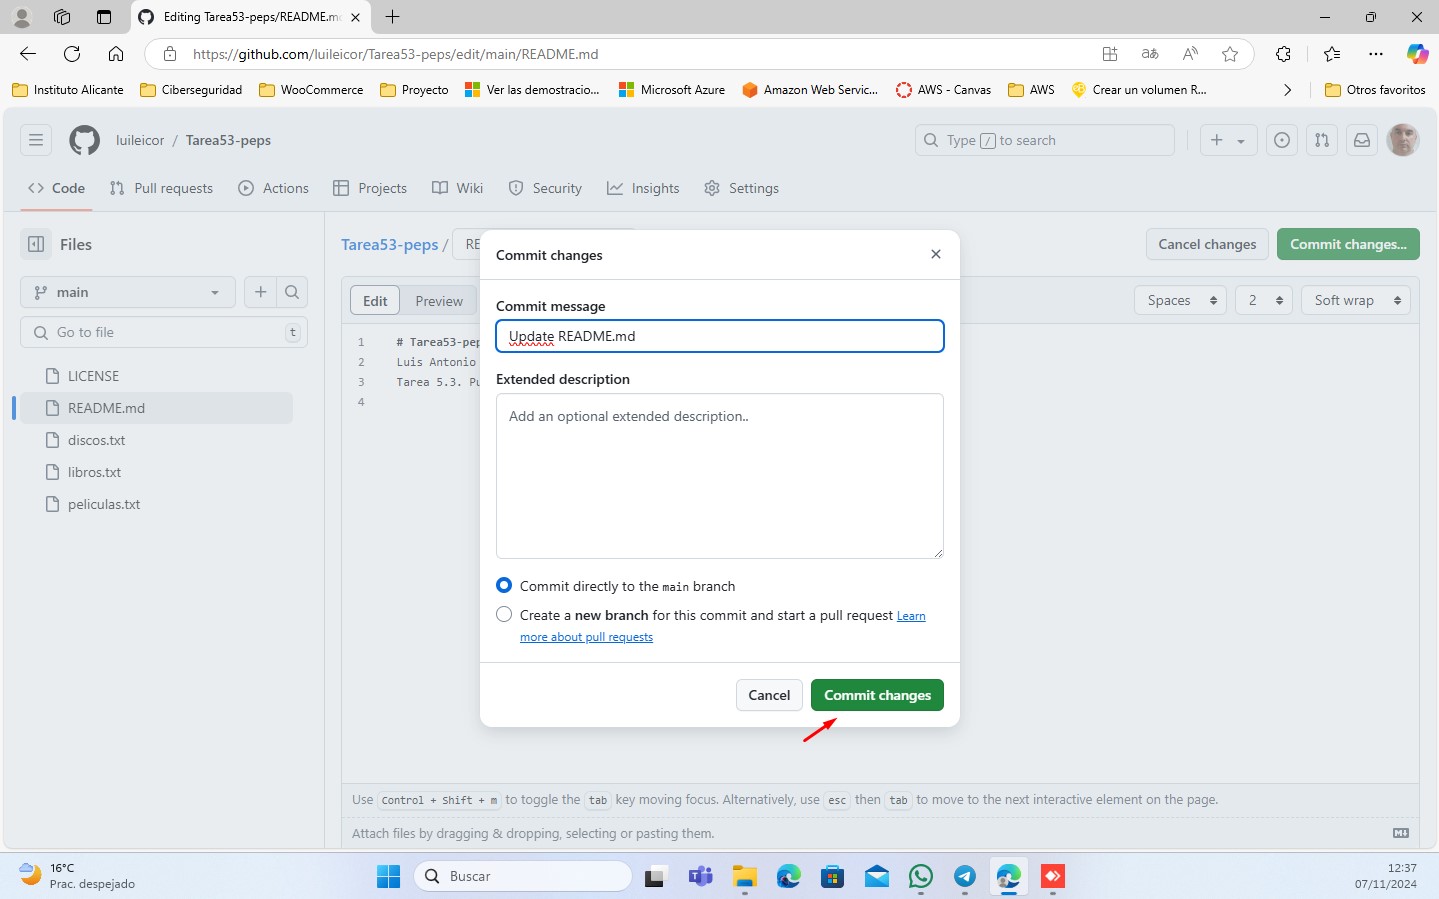 Editing Tarea53-peps/README.m
https://github.com/luileicor/Tarea53-peps/edit/main/README.md
Instituto Alicante
Ciberseguridad
WooCommerce
Proyecto
Ver las demostracio...
Microsoft Azure
Amazon Web Servic...
AWS - Canvas
AWS
Crear un volumen R...
Otros favoritos
luileicor / Tarea53-peps
Type / to search
Code
Pull requests
Actions
Projects
Wiki
Security
Insights
Settings
Files
Tarea53-peps /
RE
Cancel changes
Commit changes...
main
Go to file
t
LICENSE
README.md
discos.txt
libros.txt
peliculas.txt
Edit
Preview
Spaces
2
Soft wrap
1 # Tarea53-pep
2 Luis Antonio
3 Tarea 5.3. Pu
4
Commit changes
Commit message
Update README.md
Extended description
Add an optional extended description..
Commit directly to the main branch
Create a new branch for this commit and start a pull request Learn
more about pull requests
Cancel
Commit changes
Use Control + Shift + m to toggle the tab key moving focus. Alternatively, use esc then tab to move to the next interactive element on the page.
Attach files by dragging & dropping, selecting or pasting them.
16°C
Prac. despejado
Buscar
12:37
07/11/2024